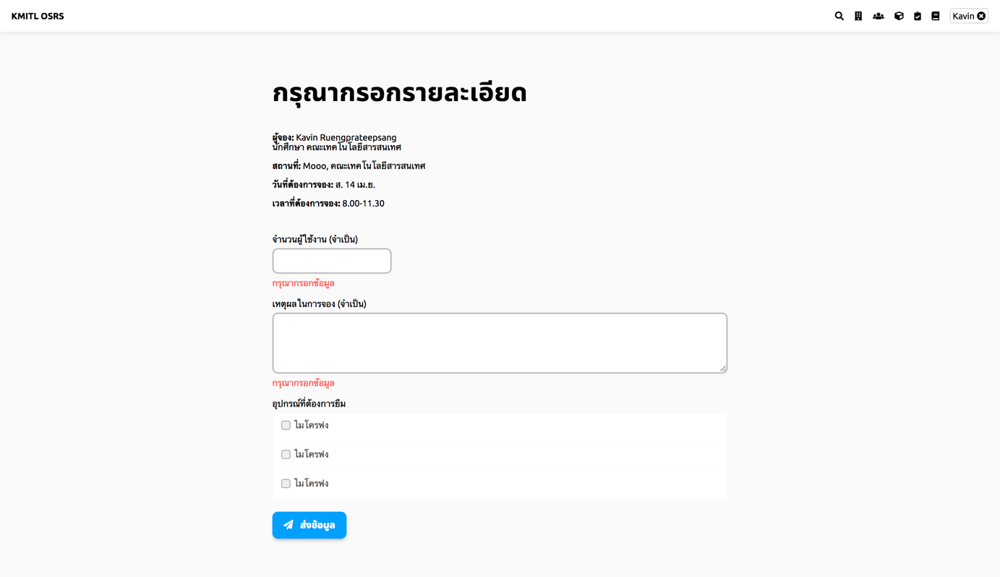 KMITL OSRS
Kavin
กรุณากรอกรายละเอียด
ผู้จอง: Kavin Ruengprateepsang
นักศึกษา คณะเทคโนโลยีสารสนเทศ
สถานที่: Mooo, คณะเทคโนโลยีสารสนเทศ
วันที่ต้องการจอง: ส. 14 เม.ย.
เวลาที่ต้องการจอง: 8.00-11.30
จำนวนผู้ใช้งาน (จำเป็น)
กรุณากรอกข้อมูล
เหตุผลในการจอง (จำเป็น)
กรุณากรอกข้อมูล
อุปกรณ์ที่ต้องการยืม
ไมโครฟง
ไมโครฟง
ไมโครฟง
ส่งข้อมูล